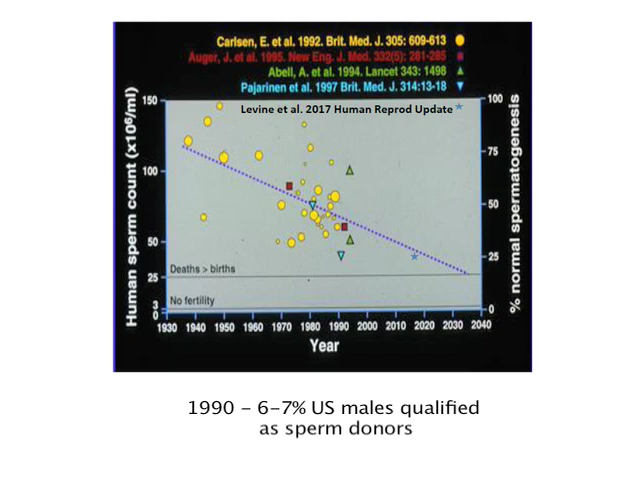 Carlsen, E. et al. 1992. Brit. Med. J. 305: 609-613
Auger, J. et al. 1995. New Eng. J. Med. 332(5): 281-285
Abell, A. et al. 1994. Lancet 343: 1498
Pajarinen et al. 1997 Brit Med. J. 314:13-18
Levine et al. 2017 Human Reprod Update
Human sperm count (x10⁶/ml)
150
100
50
25
3
0
Deaths > births
No fertility
100
75
50
25
0
% normal spermatogenesis
1930 1940 1950 1960 1970 1980 1990 2000 2010 2020 2030 2040
Year
1990 - 6-7% US males qualified
as sperm donors